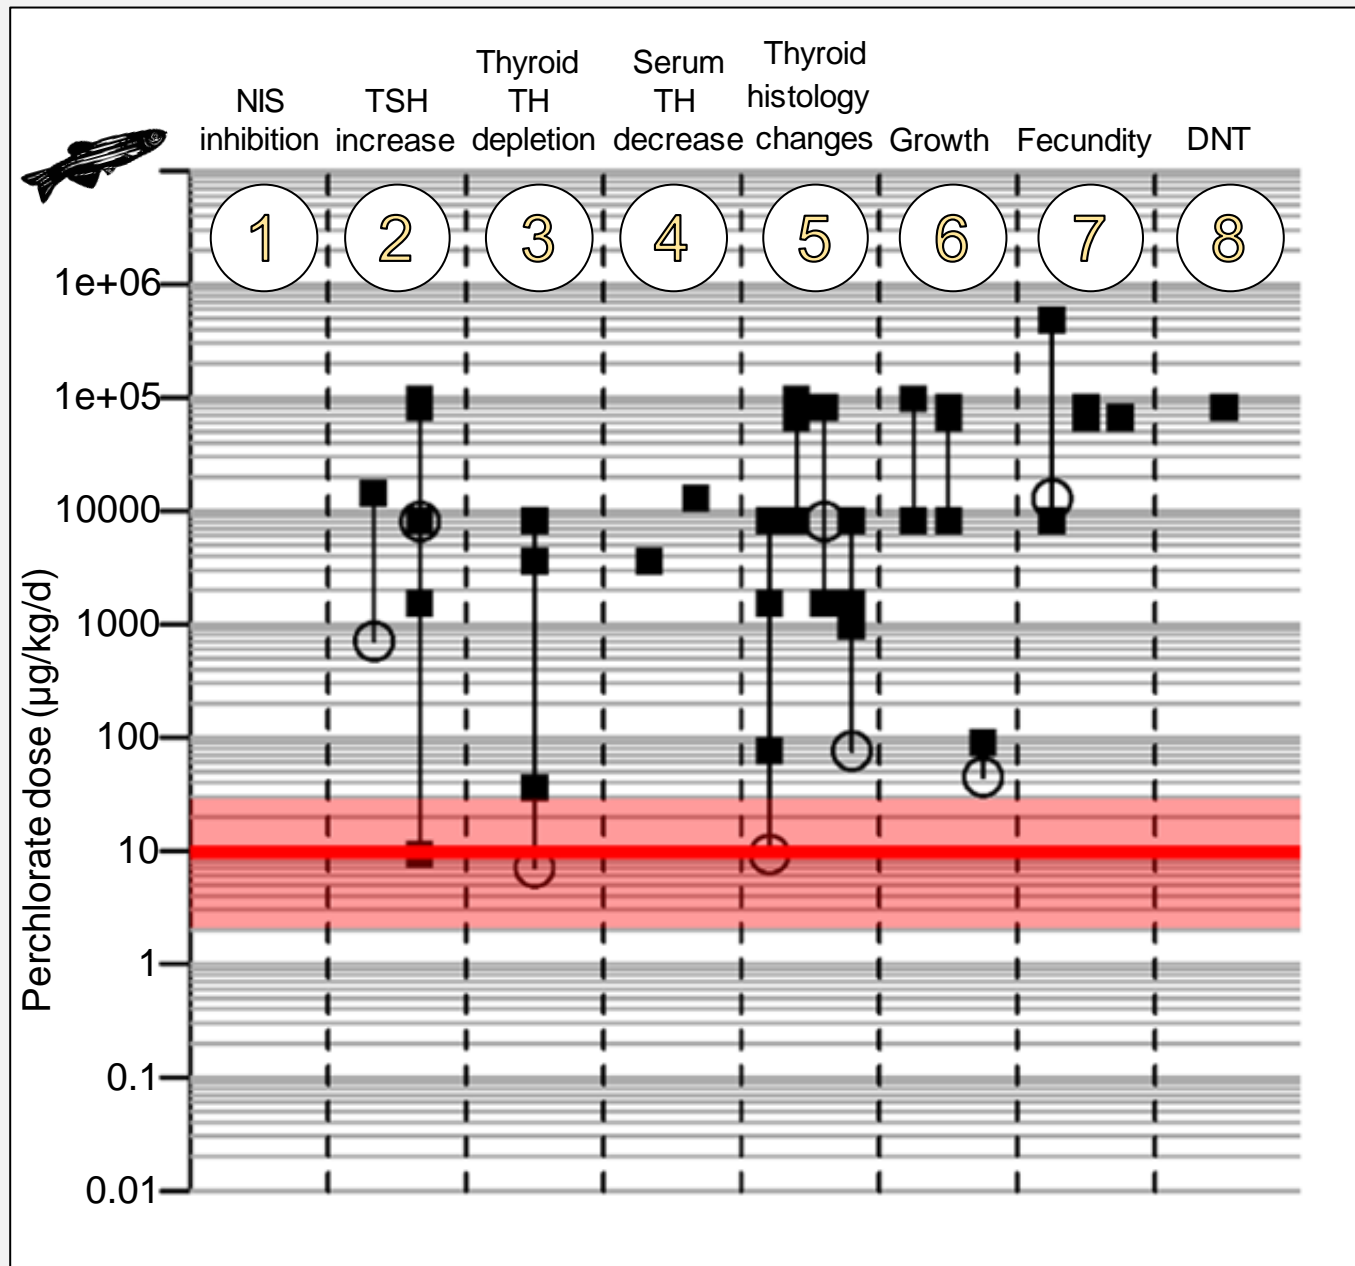 NIS
inhibition
TSH
increase
Thyroid
TH
depletion
Serum
TH
decrease
Thyroid
histology
changes
Growth
Fecundity
DNT
1
2
3
4
5
6
7
8
1e+06
1e+05
10000
1000
100
10
1
0.1
0.01
Perchlorate dose (µg/kg/d)